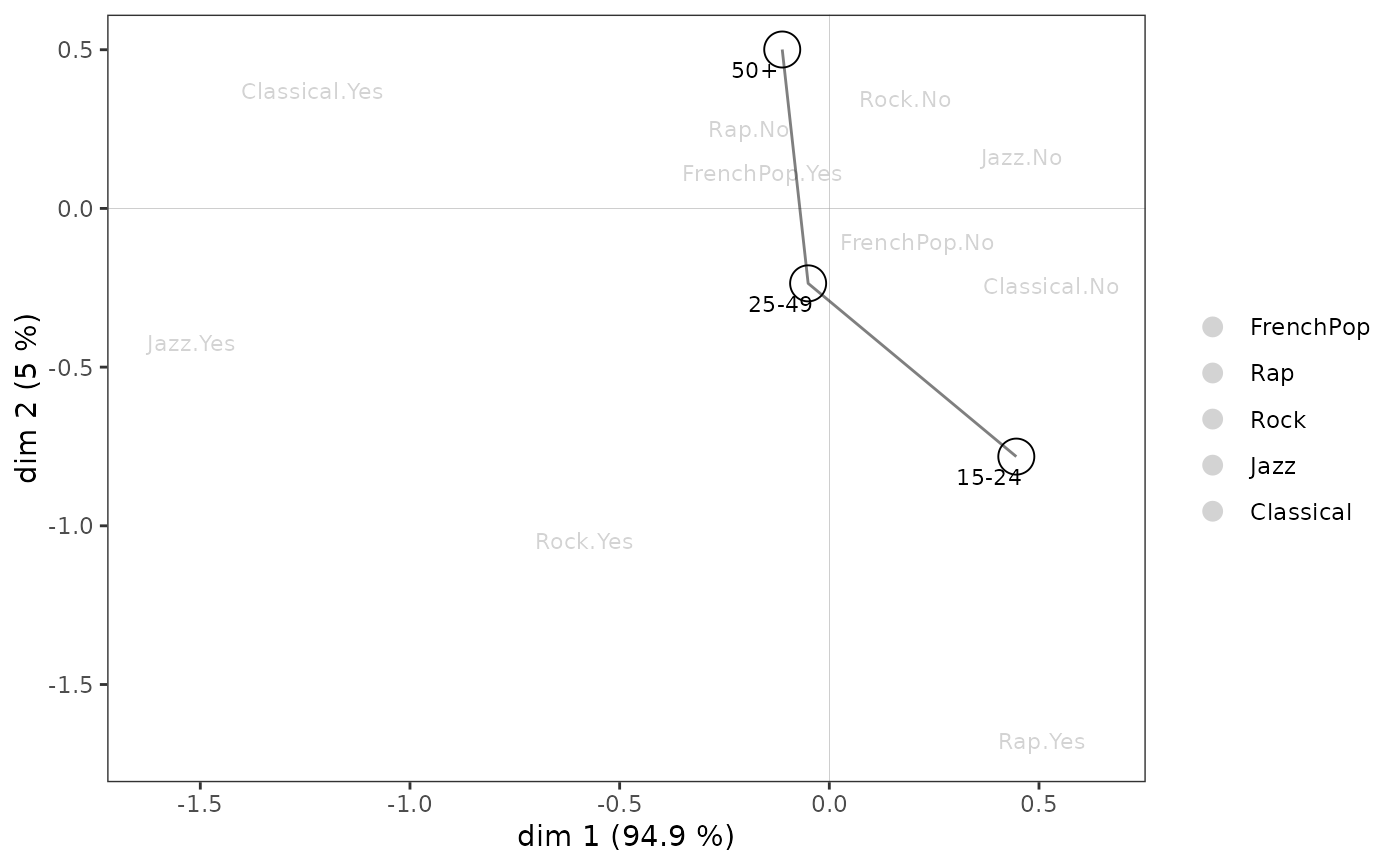 0.5
50+
Classical.Yes
Rock.No
Rap.No
Jazz.No
FrenchPop.Yes
0.0
FrenchPop.No
Classical.No
25-49
FrenchPop
Jazz.Yes
-0.5
Rap
dim 2 (5 %)
Rock
Jazz
15-24
Classical
-1.0
Rock.Yes
-1.5
Rap.Yes
-1.5 -1.0 -0.5 0.0 0.5
dim 1 (94.9 %)